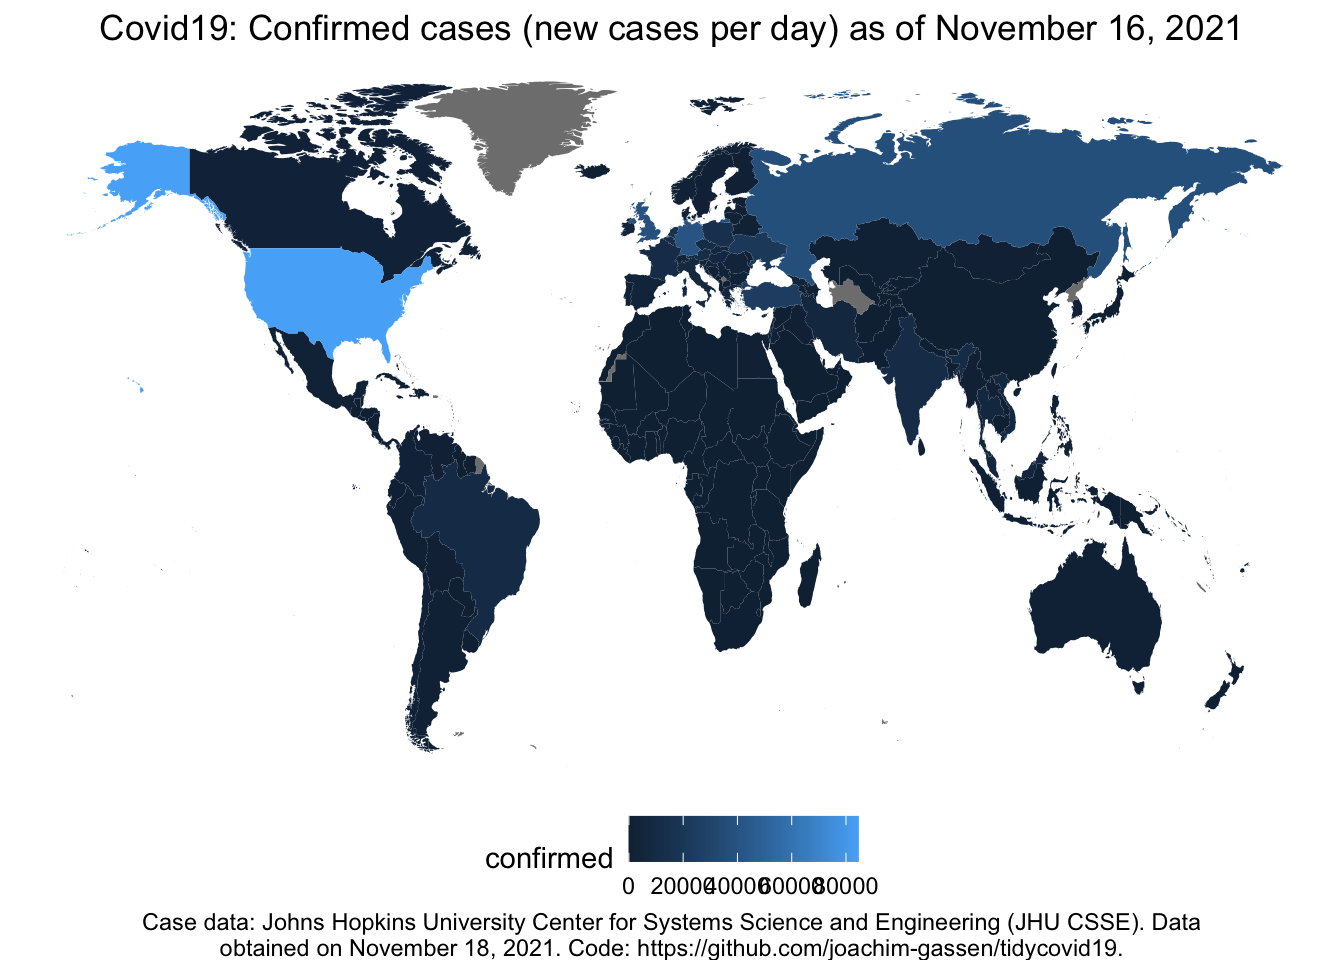 Covid19: Confirmed cases (new cases per day) as of November 16, 2021
confirmed
0 20000 40000 60000 80000
Case data: Johns Hopkins University Center for Systems Science and Engineering (JHU CSSE). Data
obtained on November 18, 2021. Code: https://github.com/joachim-gassen/tidycovid19.